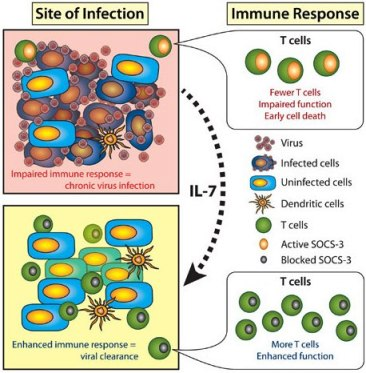 Site of Infection
Immune Response
T cells
Fewer T cells
Impaired function
Early cell death
Impaired immune response =
chronic virus infection
IL-7
Virus
Infected cells
Uninfected cells
Dendritic cells
T cells
Active SOCS-3
Blocked SOCS-3
Enhanced immune response =
viral clearance
T cells
More T cells
Enhanced function